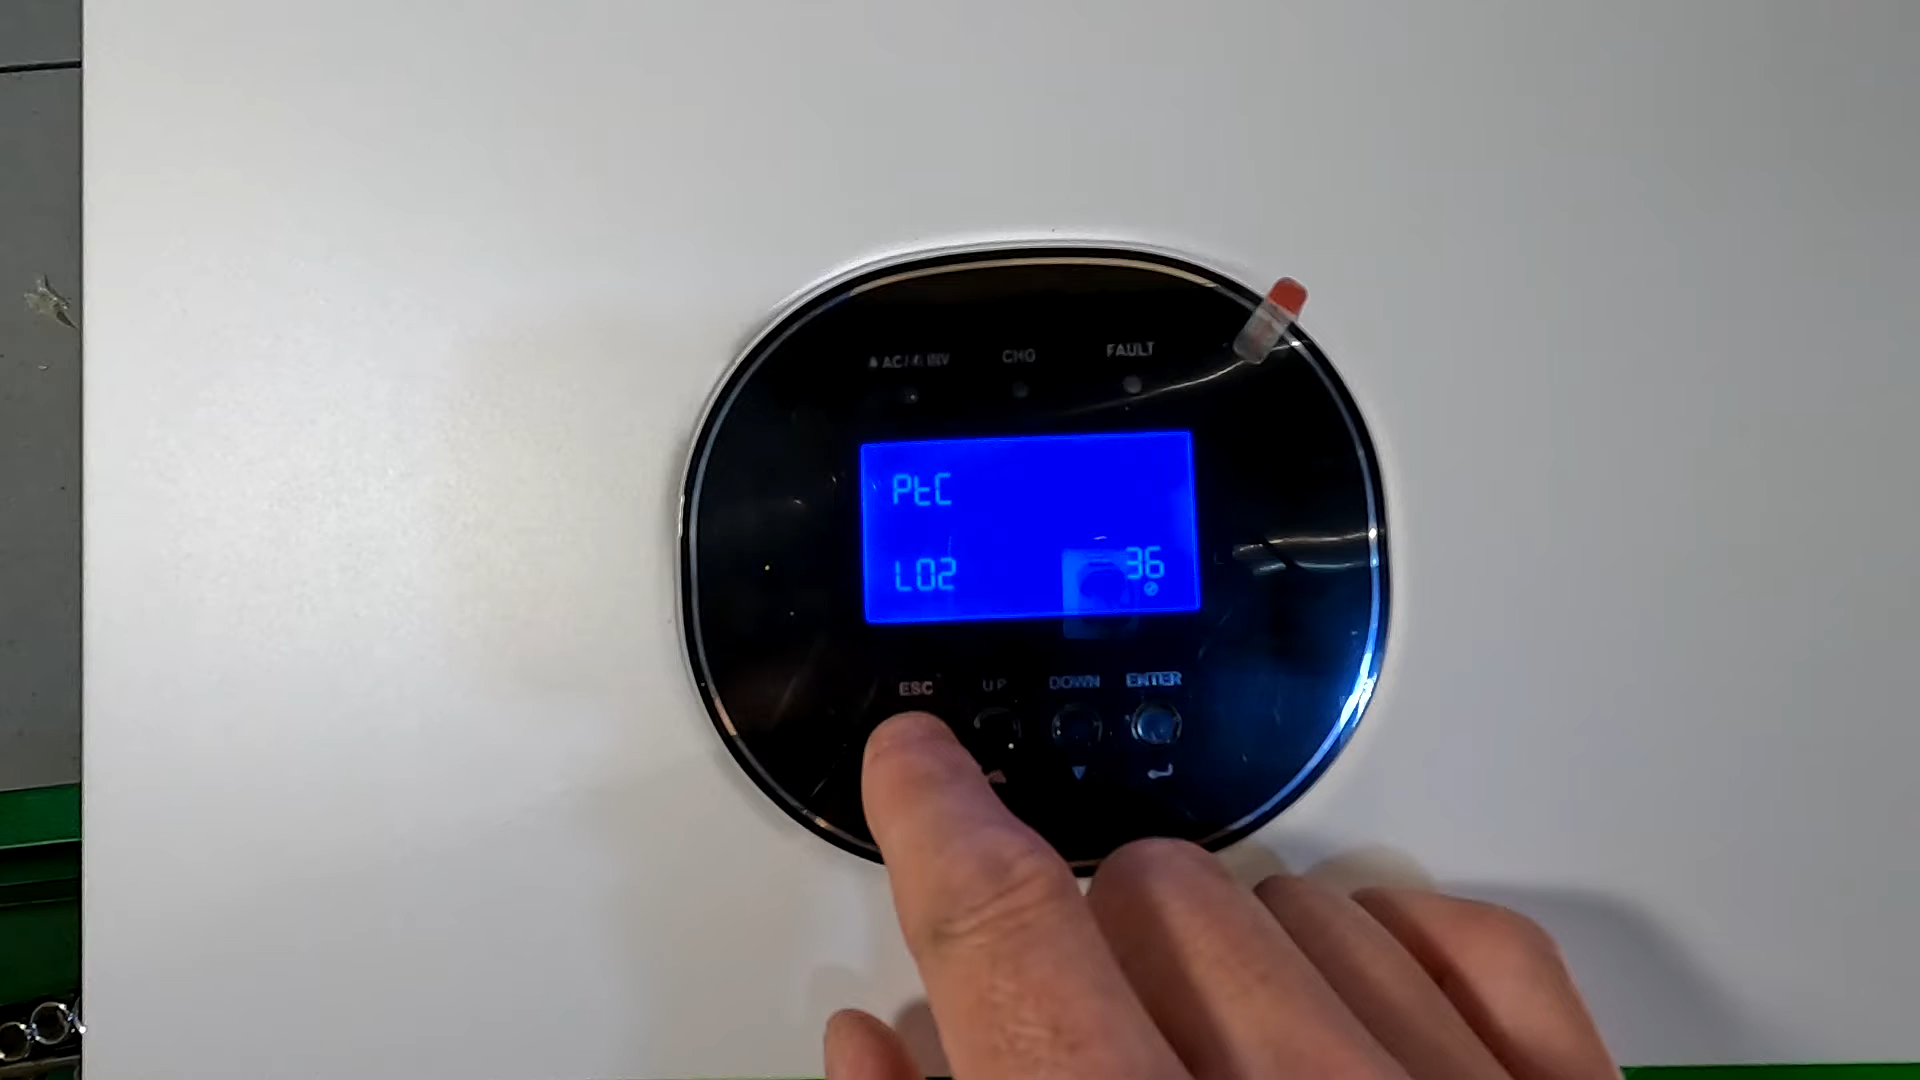 AC / INV CHG FAULT
PtC
L02 36
ESC UP DOWN ENTER